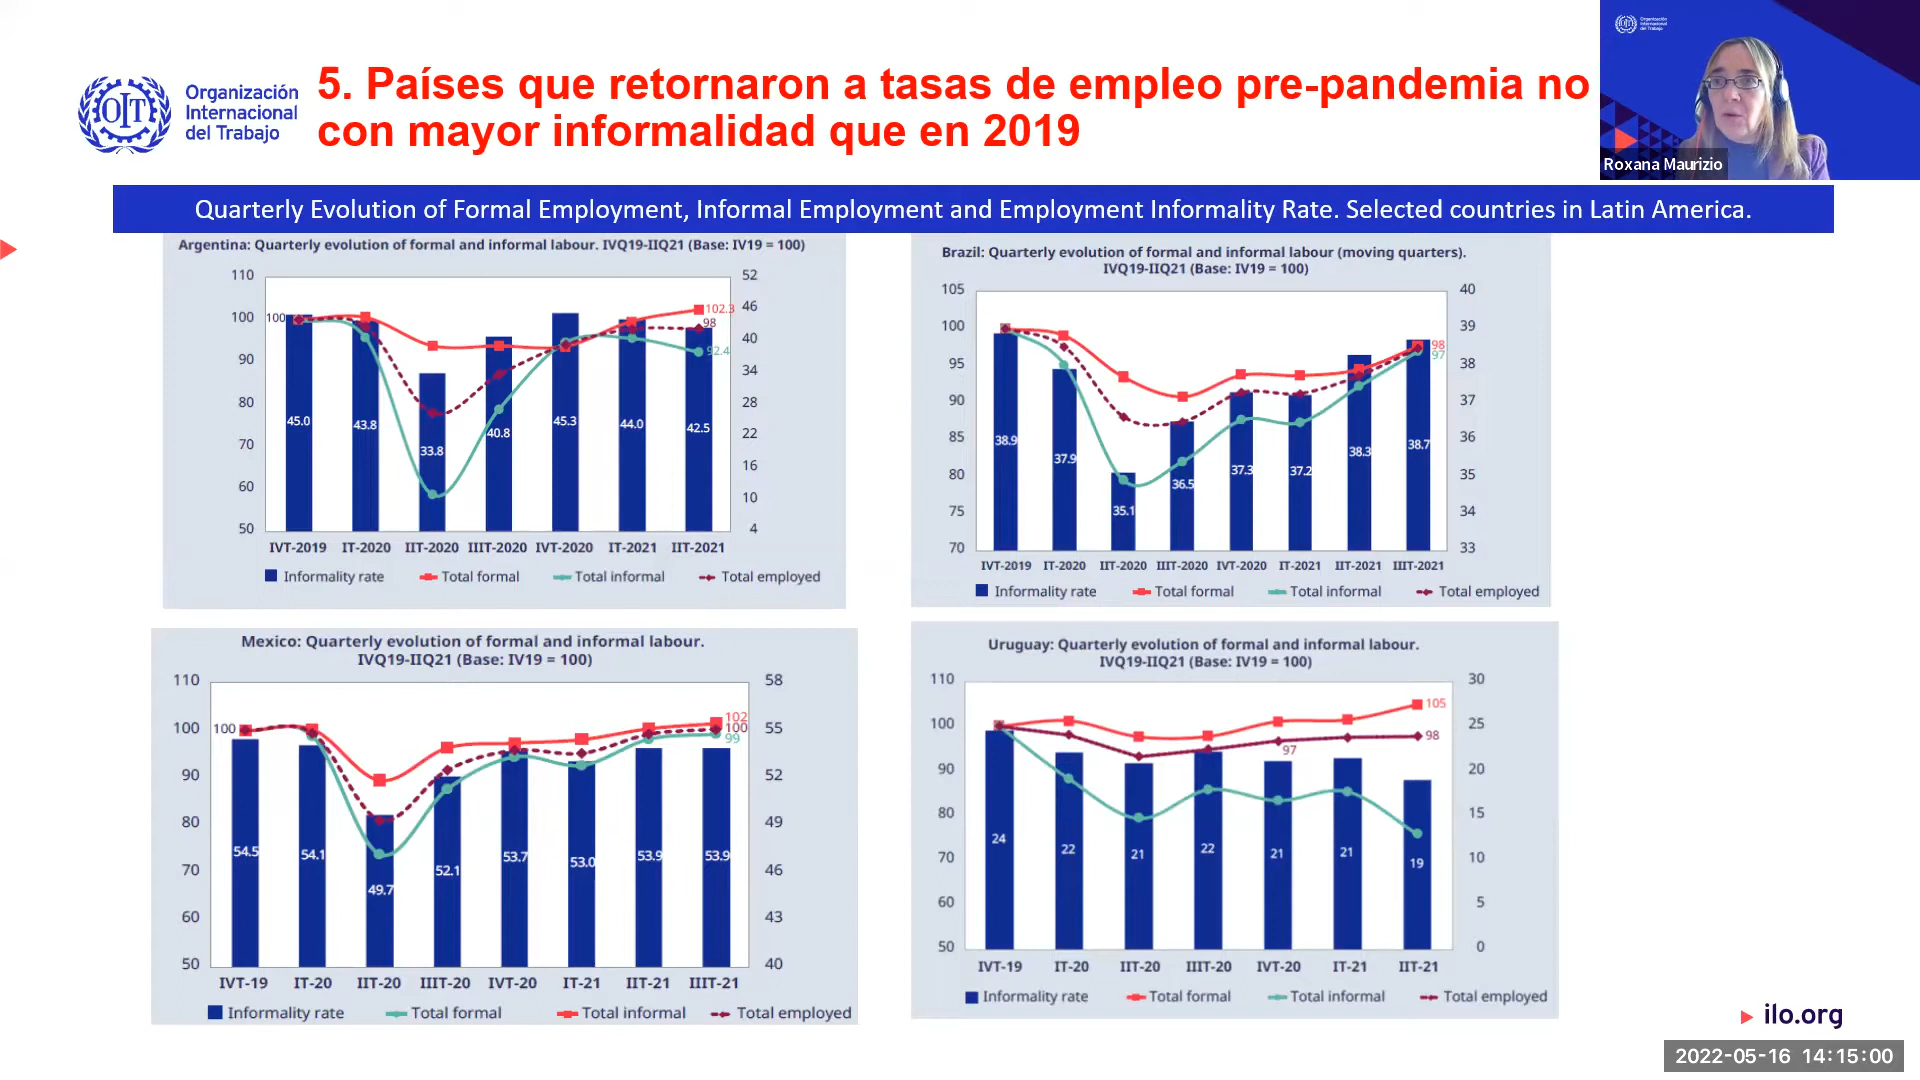 Organización
Internacional
del Trabajo
OIT
5. Países que retornaron a tasas de empleo pre-pandemia no
con mayor informalidad que en 2019
Organización
Internacional
del Trabajo
Roxana Maurizio
Quarterly Evolution of Formal Employment, Informal Employment and Employment Informality Rate. Selected countries in Latin America.
Argentina: Quarterly evolution of formal and informal labour. IVQ19-IIQ21 (Base: IV19 = 100)
110 52
100 46
90 40
80 34
70 28
60 22
50 16
10
4
100
102.3
98
92.4
45.0 43.8 33.8 40.8 45.3 44.0 42.5
IVT-2019 IT-2020 IIT-2020 IIIT-2020 IVT-2020 IT-2021 IIT-2021
Informality rate Total formal Total informal Total employed
Brazil: Quarterly evolution of formal and informal labour (moving quarters).
IVQ19-IIQ21 (Base: IV19 = 100)
105 40
100 39
95 38
90 37
85 36
80 35
75 34
70 33
98
97
38.9 37.9 35.1 36.5 37.3 37.2 38.3 38.7
IVT-2019 IT-2020 IIT-2020 IIIT-2020 IVT-2020 IT-2021 IIT-2021 IIIT-2021
Informality rate Total formal Total informal Total employed
Mexico: Quarterly evolution of formal and informal labour.
IVQ19-IIQ21 (Base: IV19 = 100)
110 58
100 55
90 52
80 49
70 46
60 43
50 40
100
102
100
99
54.5 54.1 49.7 52.1 53.7 53.0 53.9 53.9
IVT-19 IT-20 IIT-20 IIIT-20 IVT-20 IT-21 IIT-21 IIIT-21
Informality rate Total formal Total informal Total employed
Uruguay: Quarterly evolution of formal and informal labour.
IVQ19-IIQ21 (Base: IV19 = 100)
110 30
100 25
90 20
80 15
70 10
60 5
50 0
105
98
97
24 22 21 22 21 21 19
IVT-19 IT-20 IIT-20 IIIT-20 IVT-20 IT-21 IIT-21
Informality rate Total formal Total informal Total employed
ilo.org
2022-05-16 14:15:00